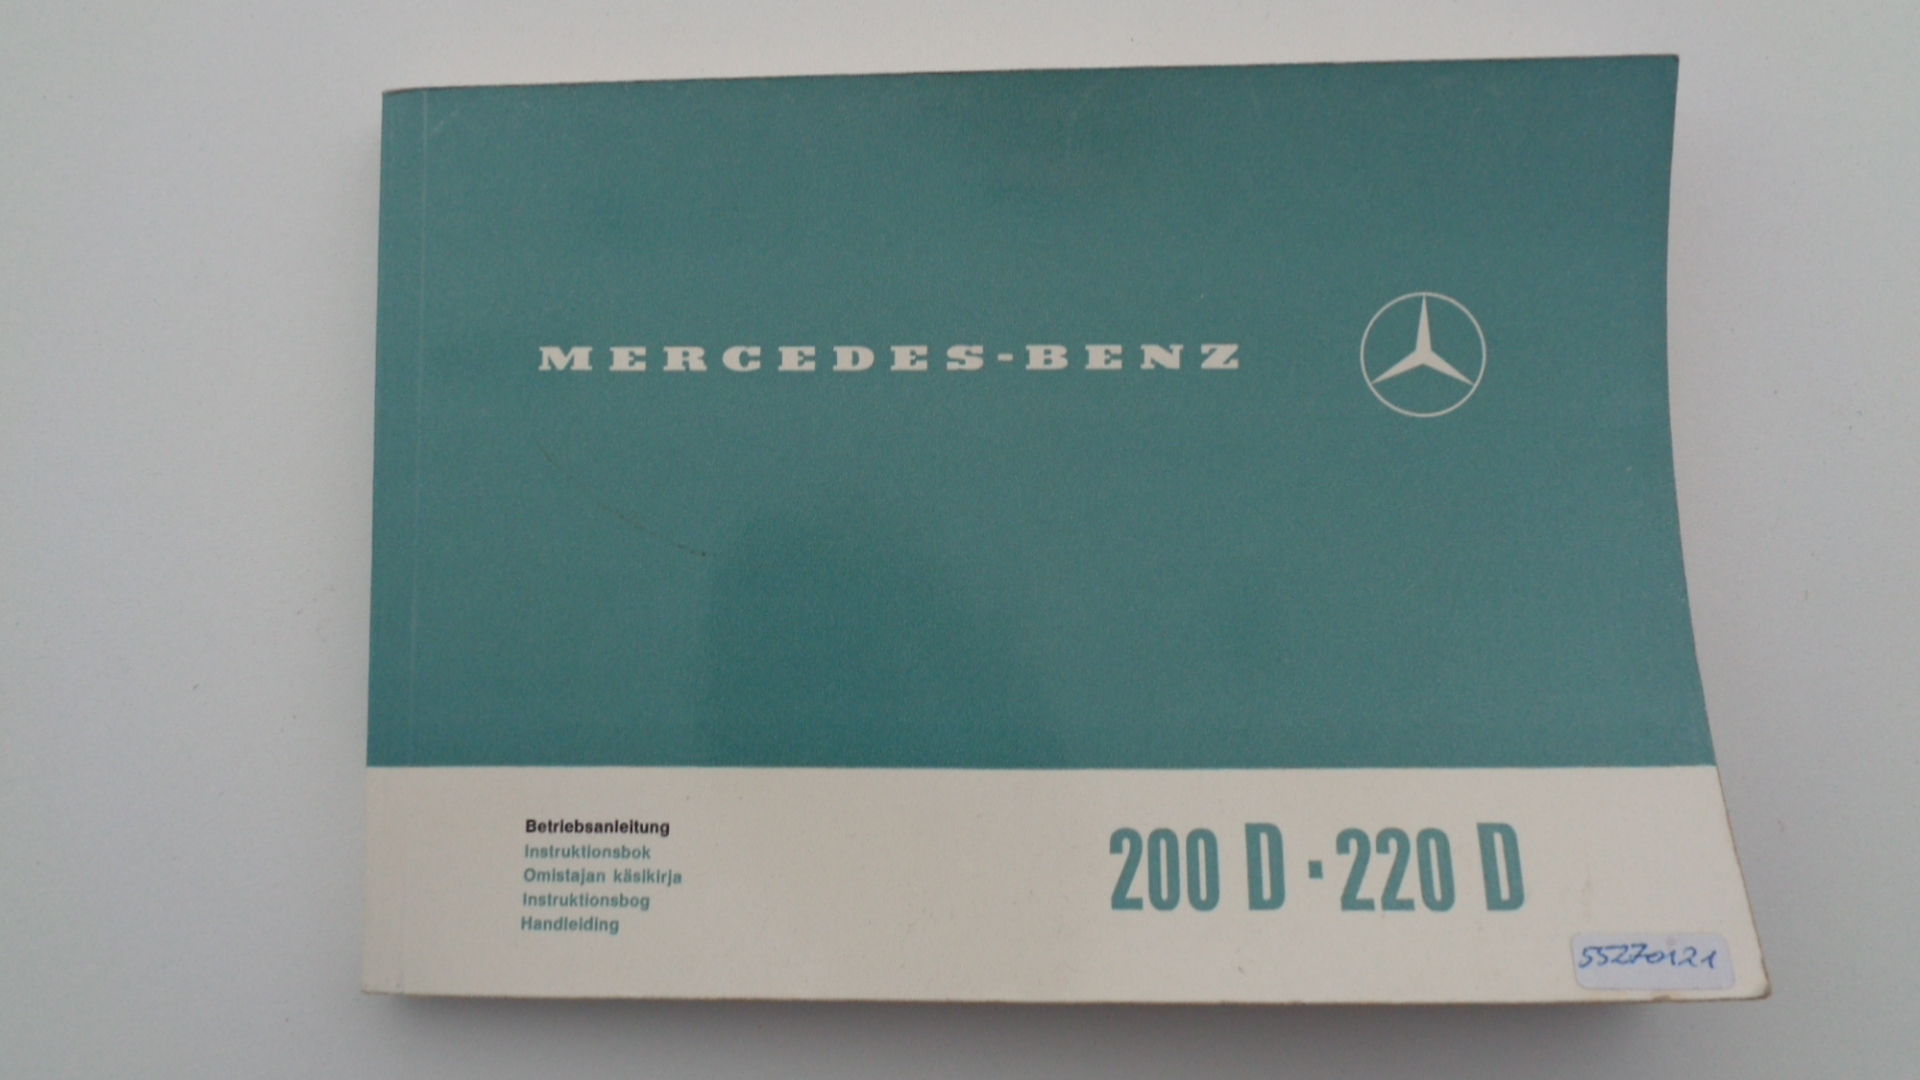 MERCEDES-BENZ
Betriebsanleitung
Instruktionsbok
Omistajan käsikirja
Instruktionsbog
Handleiding
200 D · 220 D
55270121